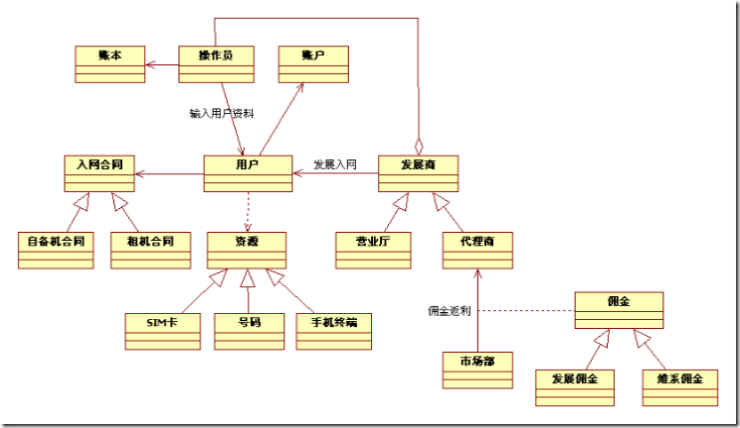 账本
操作员
账户
输入用户资料
入网合同
用户
发展入网
发展商
自备机合同
租机合同
资源
营业厅
代理商
SIM卡
号码
手机终端
佣金返利
佣金
市场部
发展佣金
维系佣金